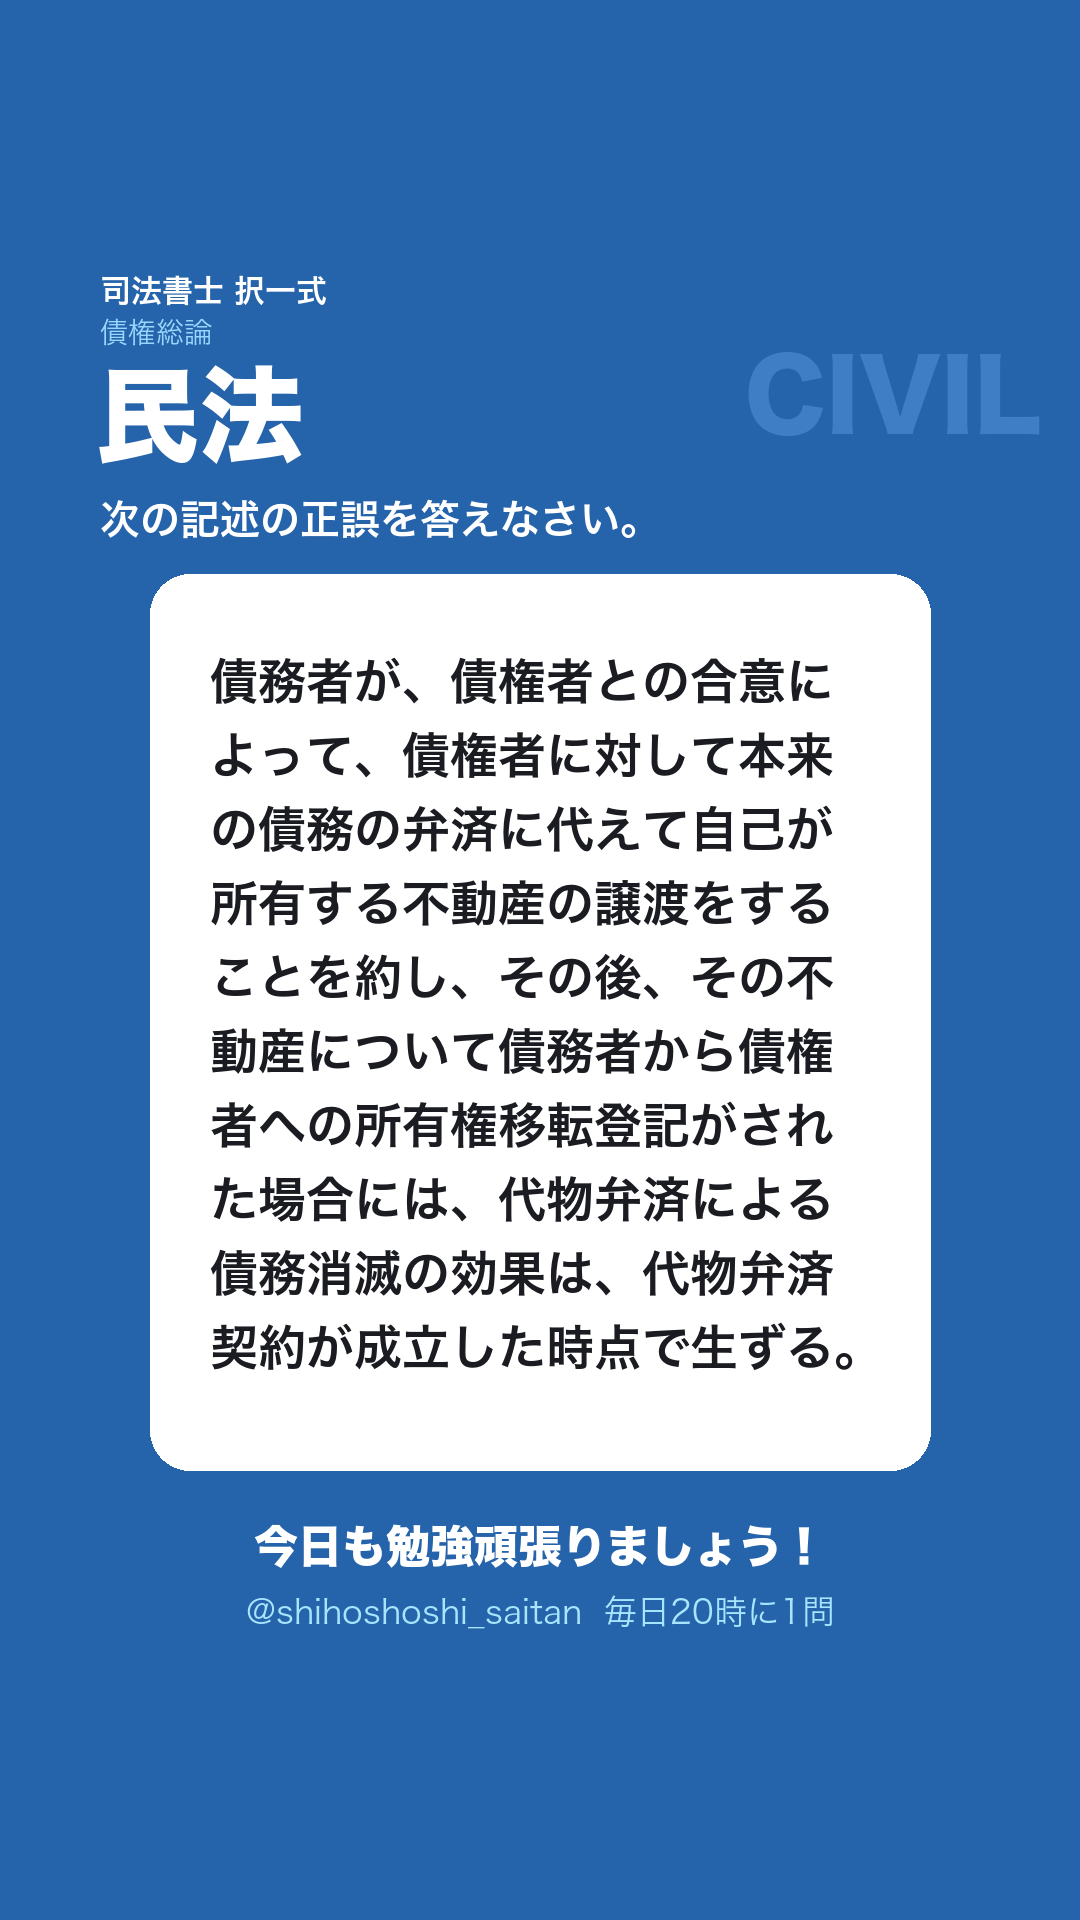 司法書士 択一式
債権総論
民法
CIVIL
次の記述の正誤を答えなさい。
債務者が、債権者との合意に
よって、債権者に対して本来
の債務の弁済に代えて自己が
所有する不動産の譲渡をする
ことを約し、その後、その不
動産について債務者から債権
者への所有権移転登記がされ
た場合には、代物弁済による
債務消滅の効果は、代物弁済
契約が成立した時点で生ずる。
今日も勉強頑張りましょう！
@shihoshoshi_saitan 毎日20時に1問